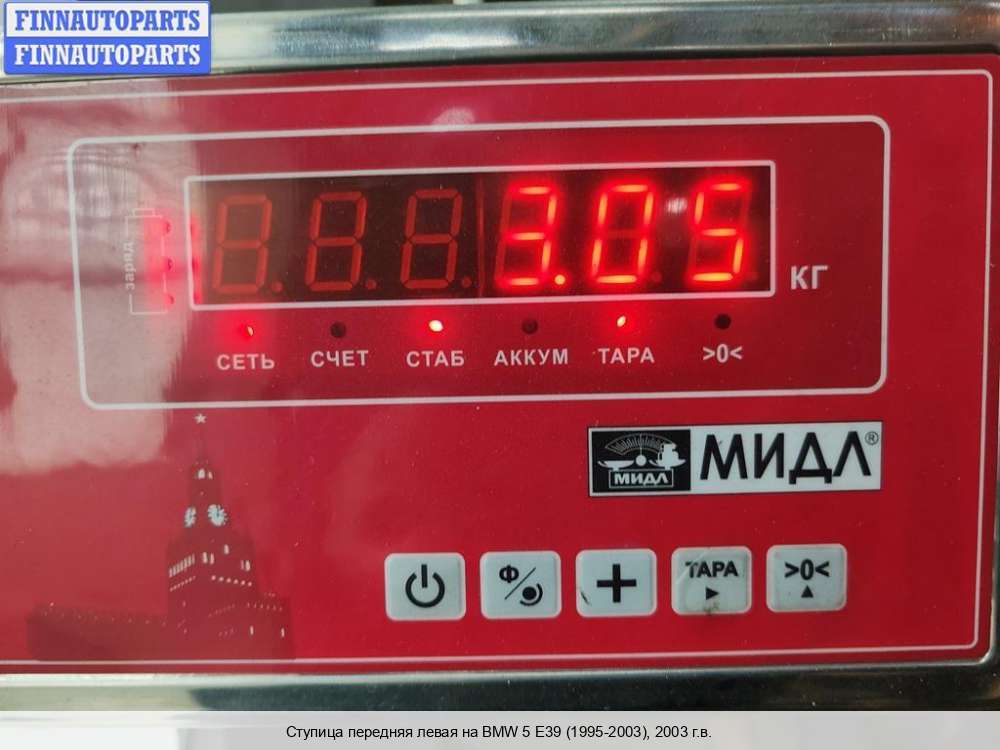 FINNAUTOPARTS
FINNAUTOPARTS
заряд
3.05
КГ
СЕТЬ СЧЕТ СТАБ АККУМ ТАРА >0<
МИДЛ МИДЛ®
Ф ТАРА >0<
Ступица передняя левая на BMW 5 E39 (1995-2003), 2003 г.в.